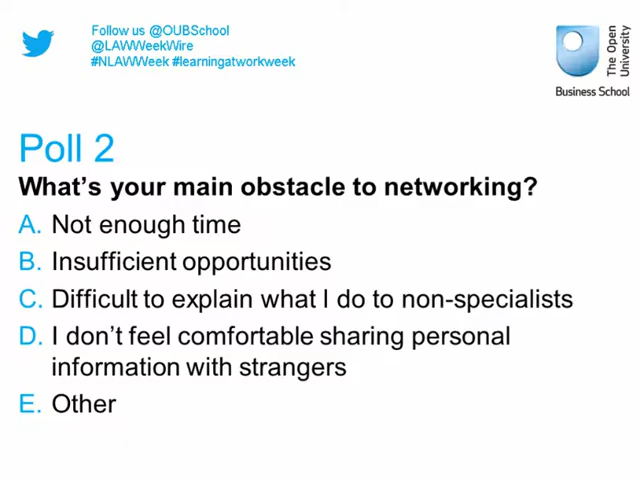 Follow us @OUBSchool
@LAWWeekWire
#NLAWWeek #learningatworkweek
The Open
University
Business School
Poll 2
What's your main obstacle to networking?
A. Not enough time
B. Insufficient opportunities
C. Difficult to explain what I do to non-specialists
D. I don't feel comfortable sharing personal
information with strangers
E. Other